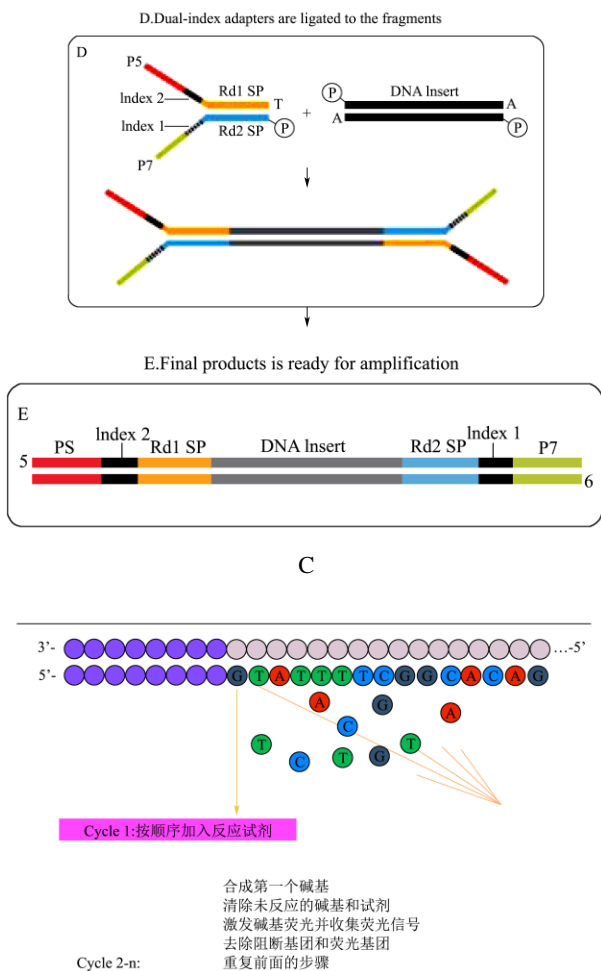 D.Dual-index adapters are ligated to the fragments
D
P5
Rd1 SP
DNA lnsert
P
lndex 2
T
A
+
lndex 1
Rd2 SP
P
A
P
P7
E.Final products is ready for amplification
E
lndex 2
lndex 1
PS
Rd1 SP
DNA lnsert
Rd2 SP
P7
5
6
C
3’-
…-5’
5’-
G T A T T T T C G G C A C A G
A G A
C
T C T G T
Cycle 1:按顺序加入反应试剂
合成第一个碱基
清除未反应的碱基和试剂
激发碱基荧光并收集荧光信号
去除阻断基团和荧光基团
Cycle 2-n: 重复前面的步骤